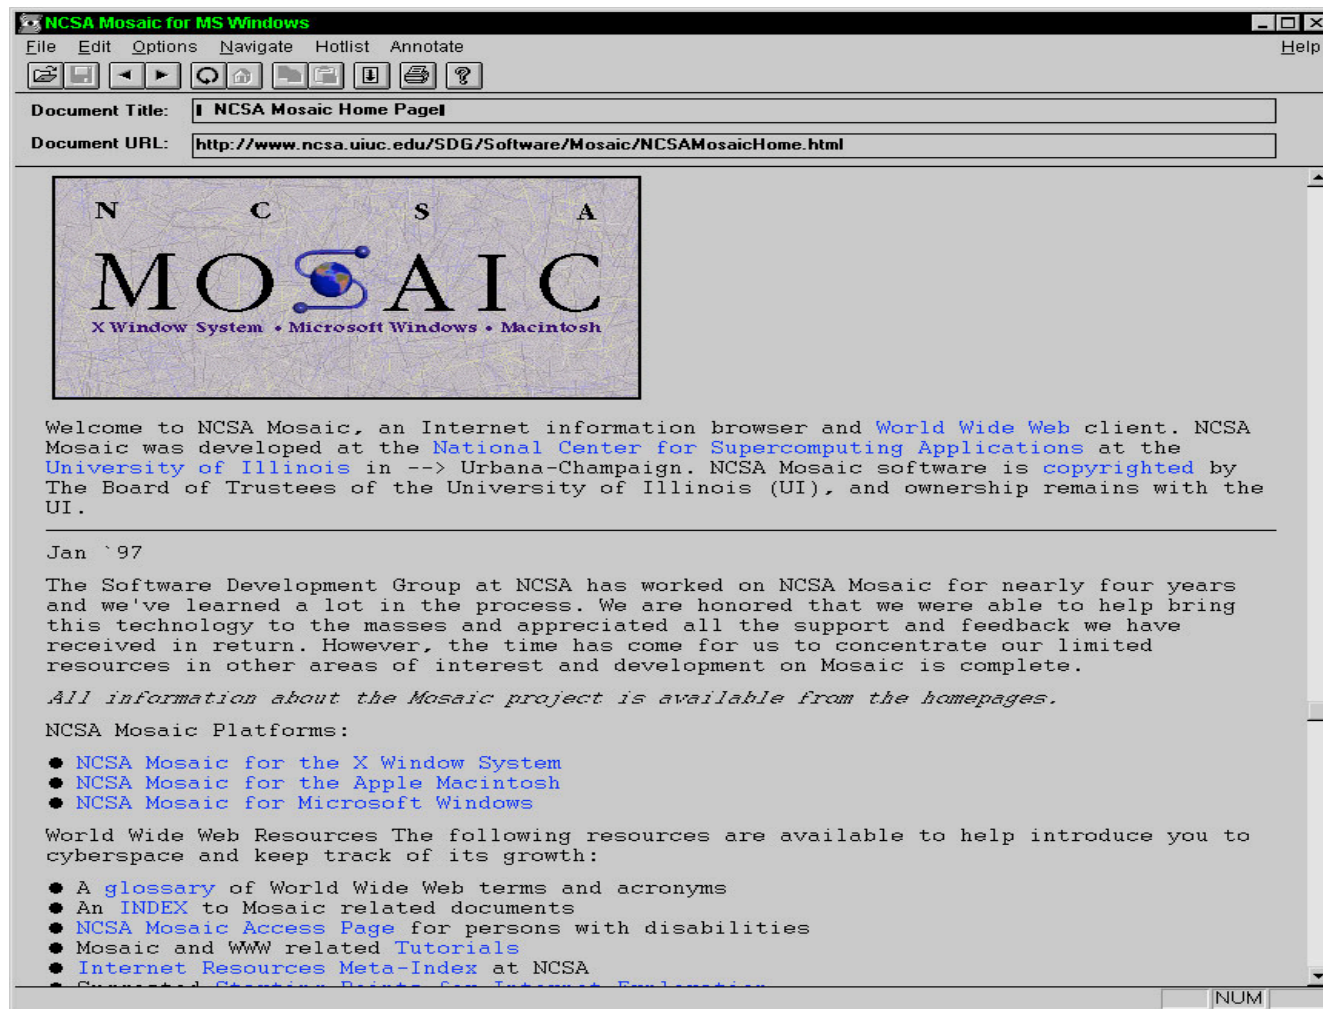 NCSA Mosaic for MS Windows
File Edit Options Navigate Hotlist Annotate Help
Document Title: NCSA Mosaic Home Page
Document URL: http://www.ncsa.uiuc.edu/SDG/Software/Mosaic/NCSAMosaicHome.html
N C S A
MOSAIC
X Window System • Microsoft Windows • Macintosh
Welcome to NCSA Mosaic, an Internet information browser and World Wide Web client. NCSA
Mosaic was developed at the National Center for Supercomputing Applications at the
University of Illinois in --> Urbana-Champaign. NCSA Mosaic software is copyrighted by
The Board of Trustees of the University of Illinois (UI), and ownership remains with the
UI.
Jan `97
The Software Development Group at NCSA has worked on NCSA Mosaic for nearly four years
and we've learned a lot in the process. We are honored that we were able to help bring
this technology to the masses and appreciated all the support and feedback we have
received in return. However, the time has come for us to concentrate our limited
resources in other areas of interest and development on Mosaic is complete.
All information about the Mosaic project is available from the homepages.
NCSA Mosaic Platforms:
● NCSA Mosaic for the X Window System
● NCSA Mosaic for the Apple Macintosh
● NCSA Mosaic for Microsoft Windows
World Wide Web Resources The following resources are available to help introduce you to
cyberspace and keep track of its growth:
● A glossary of World Wide Web terms and acronyms
● An INDEX to Mosaic related documents
● NCSA Mosaic Access Page for persons with disabilities
● Mosaic and WWW related Tutorials
● Internet Resources Meta-Index at NCSA
● Suggested Starting Points for Internet Exploration
NUM